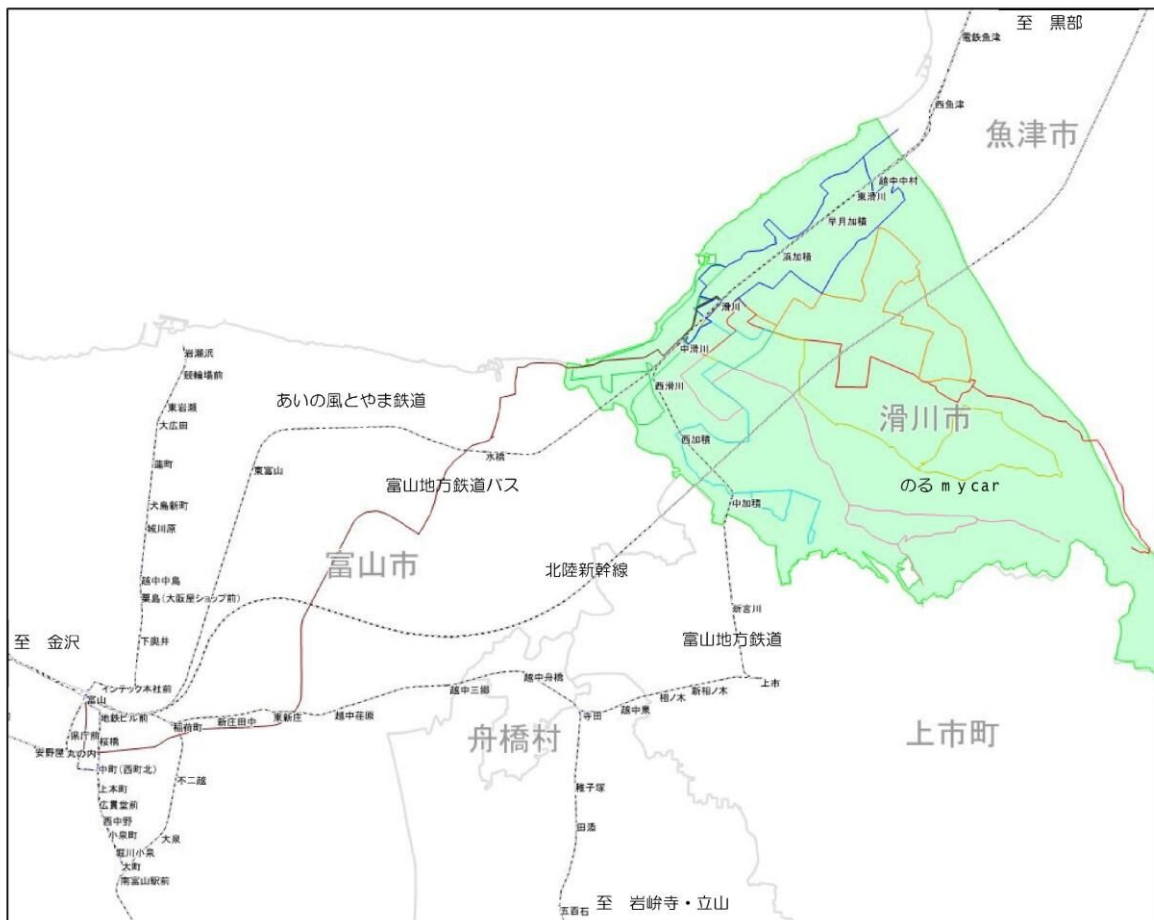 至 黒部
電鉄魚津
西魚津
魚津市
越中中村
東滑川
早月加積
浜加積
滑川
中滑川
西滑川
滑川市
西加積
のるｍｙｃａｒ
中加積
岩瀬浜
競輪場前
東岩瀬
大広田
蓮町
犬島新町
城川原
越中中島
粟島(大阪屋ショップ前)
下奥井
あいの風とやま鉄道
東富山
水橋
富山地方鉄道バス
富山市
北陸新幹線
新宮川
富山地方鉄道
至 金沢
インテック本社前
富山
地鉄ビル前
県庁前
桜橋
安野屋
丸の内
中町(西町北)
上本町
広貫堂前
西中野
小泉町
堀川小泉
大町
南富山駅前
稲荷町
新庄田中
東新庄
越中荏原
越中三郷
越中舟橋
寺田
越中泉
相ノ木
新相ノ木
上市
不二越
大泉
舟橋村
上市町
稚子塚
田添
五百石
至 岩峅寺・立山